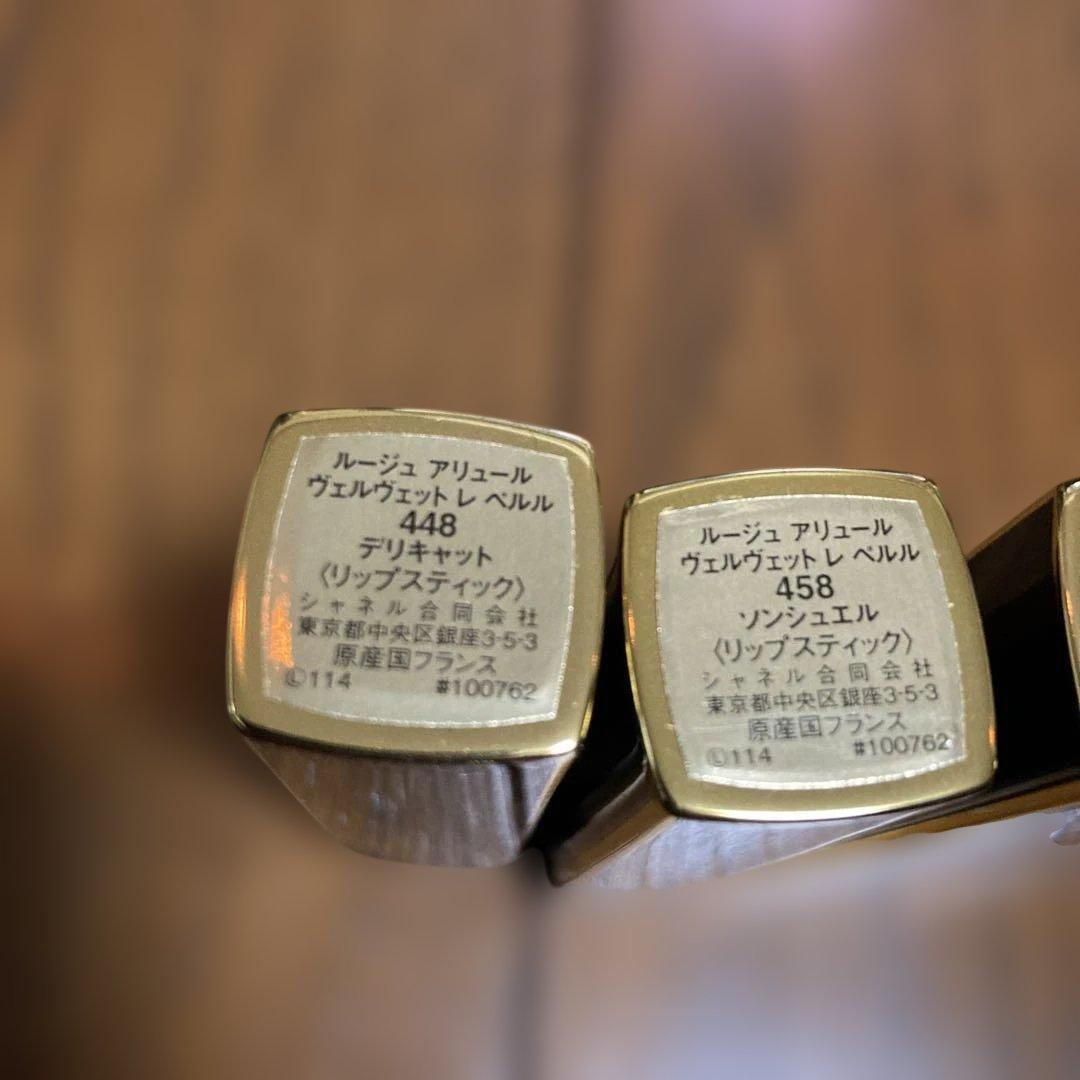 ルージュ アリュール
ヴェルヴェット レ ペルル
448
デリキャット
〈リップスティック〉
シャネル合同会社
東京都中央区銀座3-5-3
原産国フランス
Ⓛ114 #100762
ルージュ アリュール
ヴェルヴェット レ ペルル
458
ソンシュエル
〈リップスティック〉
シャネル合同会社
東京都中央区銀座3-5-3
原産国フランス
Ⓛ114 #100762